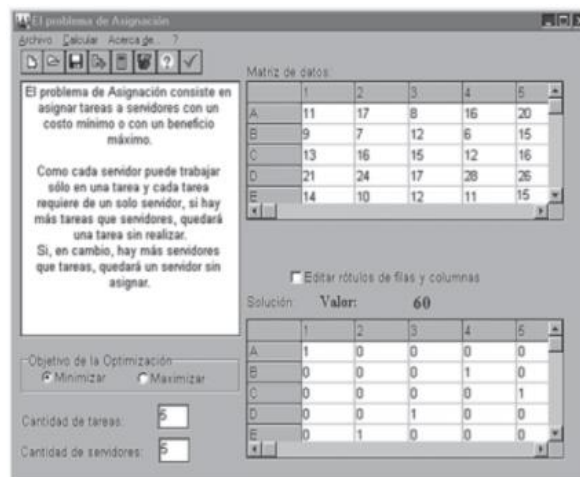 El problema de Asignación
Archivo Calcular Acerca de... ?
El problema de Asignación consiste en
asignar tareas a servidores con un
costo mínimo o con un beneficio
máximo.
Como cada servidor puede trabajar
sólo en una tarea y cada tarea
requiere de un solo servidor, si hay
más tareas que servidores, quedará
una tarea sin realizar.
Si, en cambio, hay más servidores
que tareas, quedará un servidor sin
asignar.
Objetivo de la Optimización
Minimizar Maximizar
Cantidad de tareas: 5
Cantidad de servidores: 5
Matriz de datos:
1 2 3 4 5
A 11 17 8 16 20
B 9 7 12 6 15
C 13 16 15 12 16
D 21 24 17 28 26
E 14 10 12 11 15
Editar rótulos de filas y columnas
Solución: Valor: 60
1 2 3 4 5
A 1 0 0 0 0
B 0 0 0 1 0
C 0 0 0 0 1
D 0 0 1 0 0
E 0 1 0 0 0